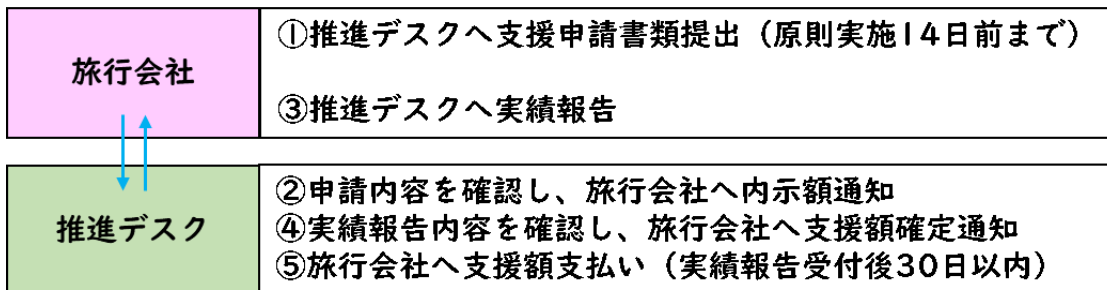 旅行会社
①推進デスクへ支援申請書類提出（原則実施14日前まで）
③推進デスクへ実績報告
推進デスク
②申請内容を確認し、旅行会社へ内示額通知
④実績報告内容を確認し、旅行会社へ支援額確定通知
⑤旅行会社へ支援額支払い（実績報告受付後30日以内）